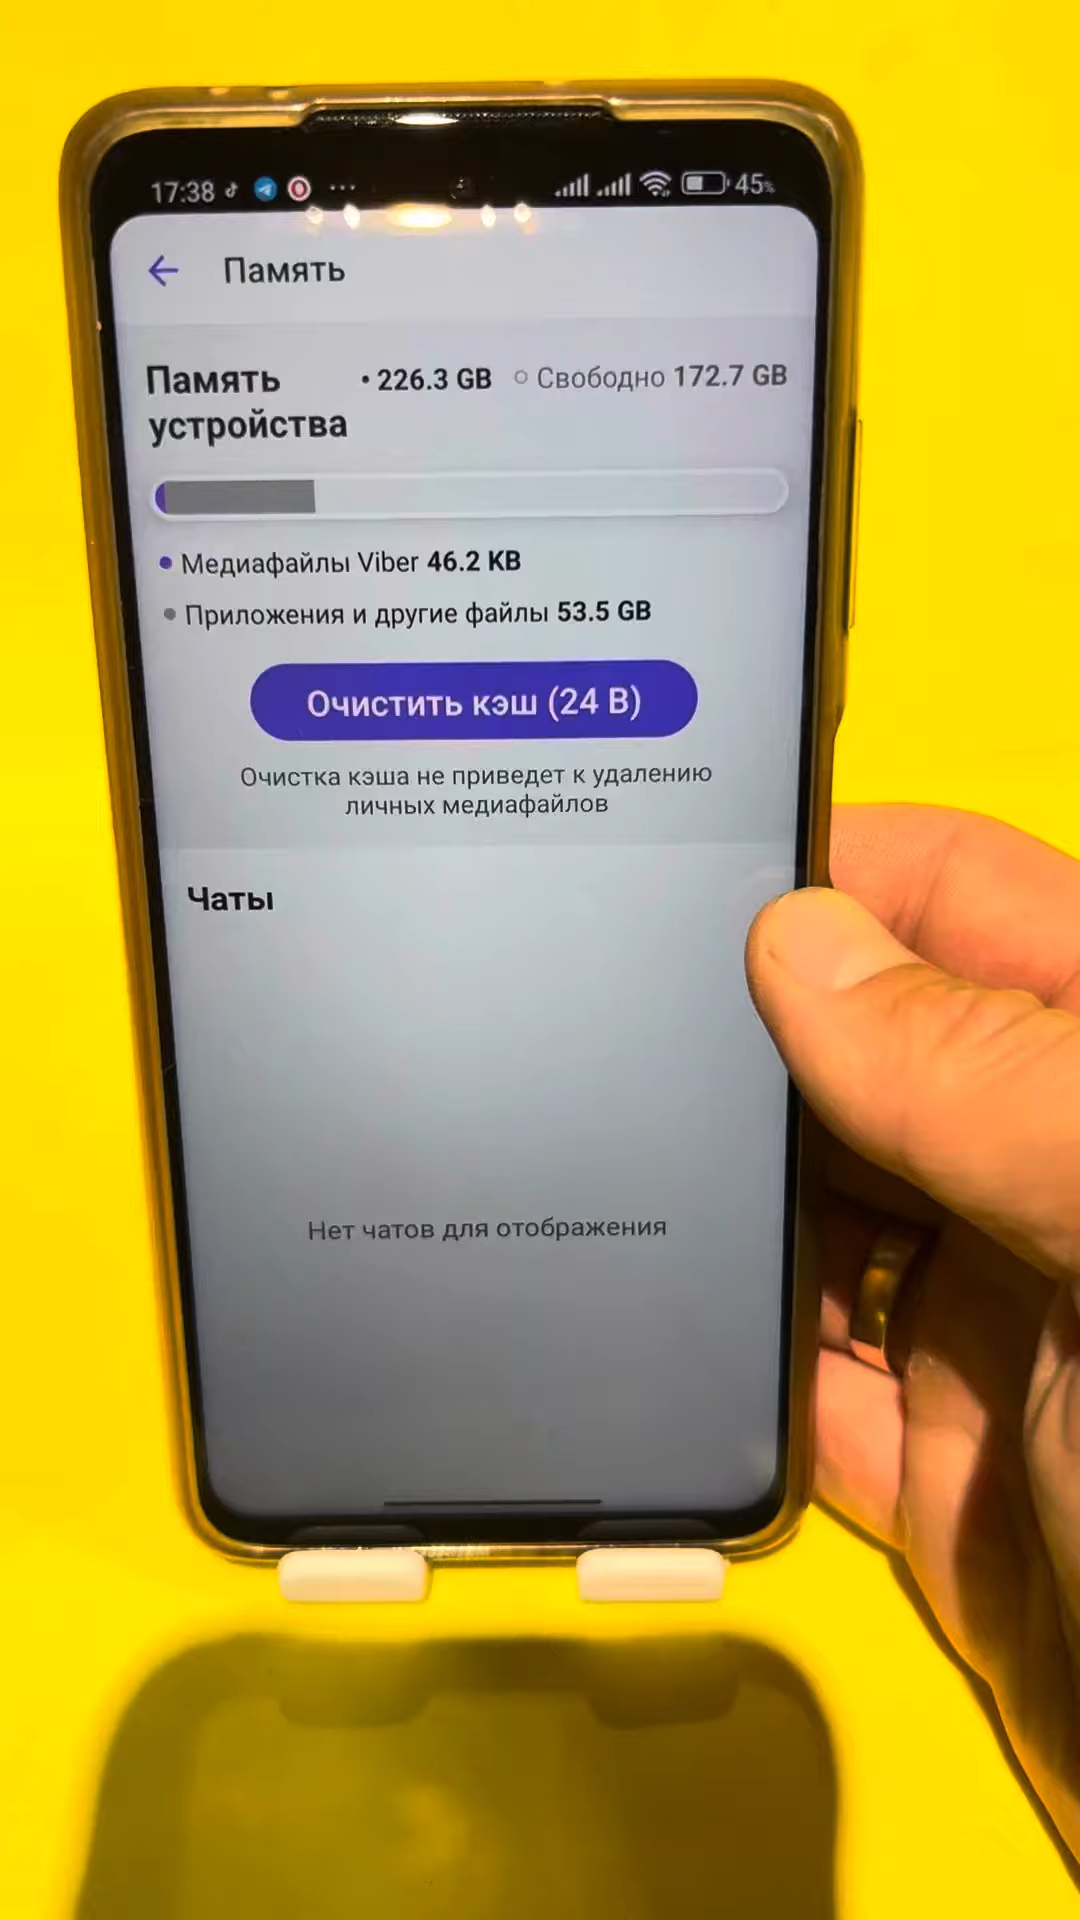 17:38 ... 45%
Память
Память • 226.3 GB ○ Свободно 172.7 GB
устройства
• Медиафайлы Viber 46.2 KB
• Приложения и другие файлы 53.5 GB
Очистить кэш (24 B)
Очистка кэша не приведет к удалению
личных медиафайлов
Чаты
Нет чатов для отображения